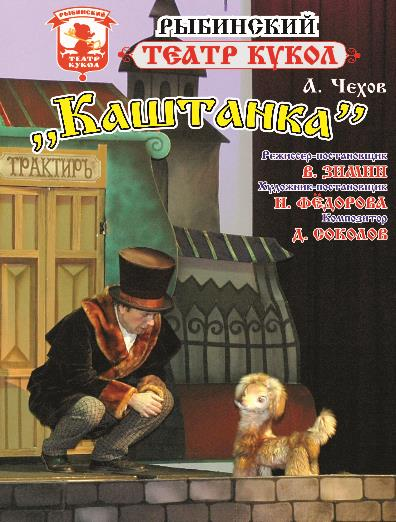 РЫБИНСКИЙ
ТЕАТР
КУКОЛ
РЫБИНСКИЙ
ТЕАТР КУКОЛ
А. Чехов
„Каштанка”
Режиссер-постановщик
В. ЗИМИН
Художник-постановщик
Н. ФЁДОРОВА
Композитор
Д. СОКОЛОВ
ТРАКТИРЪ